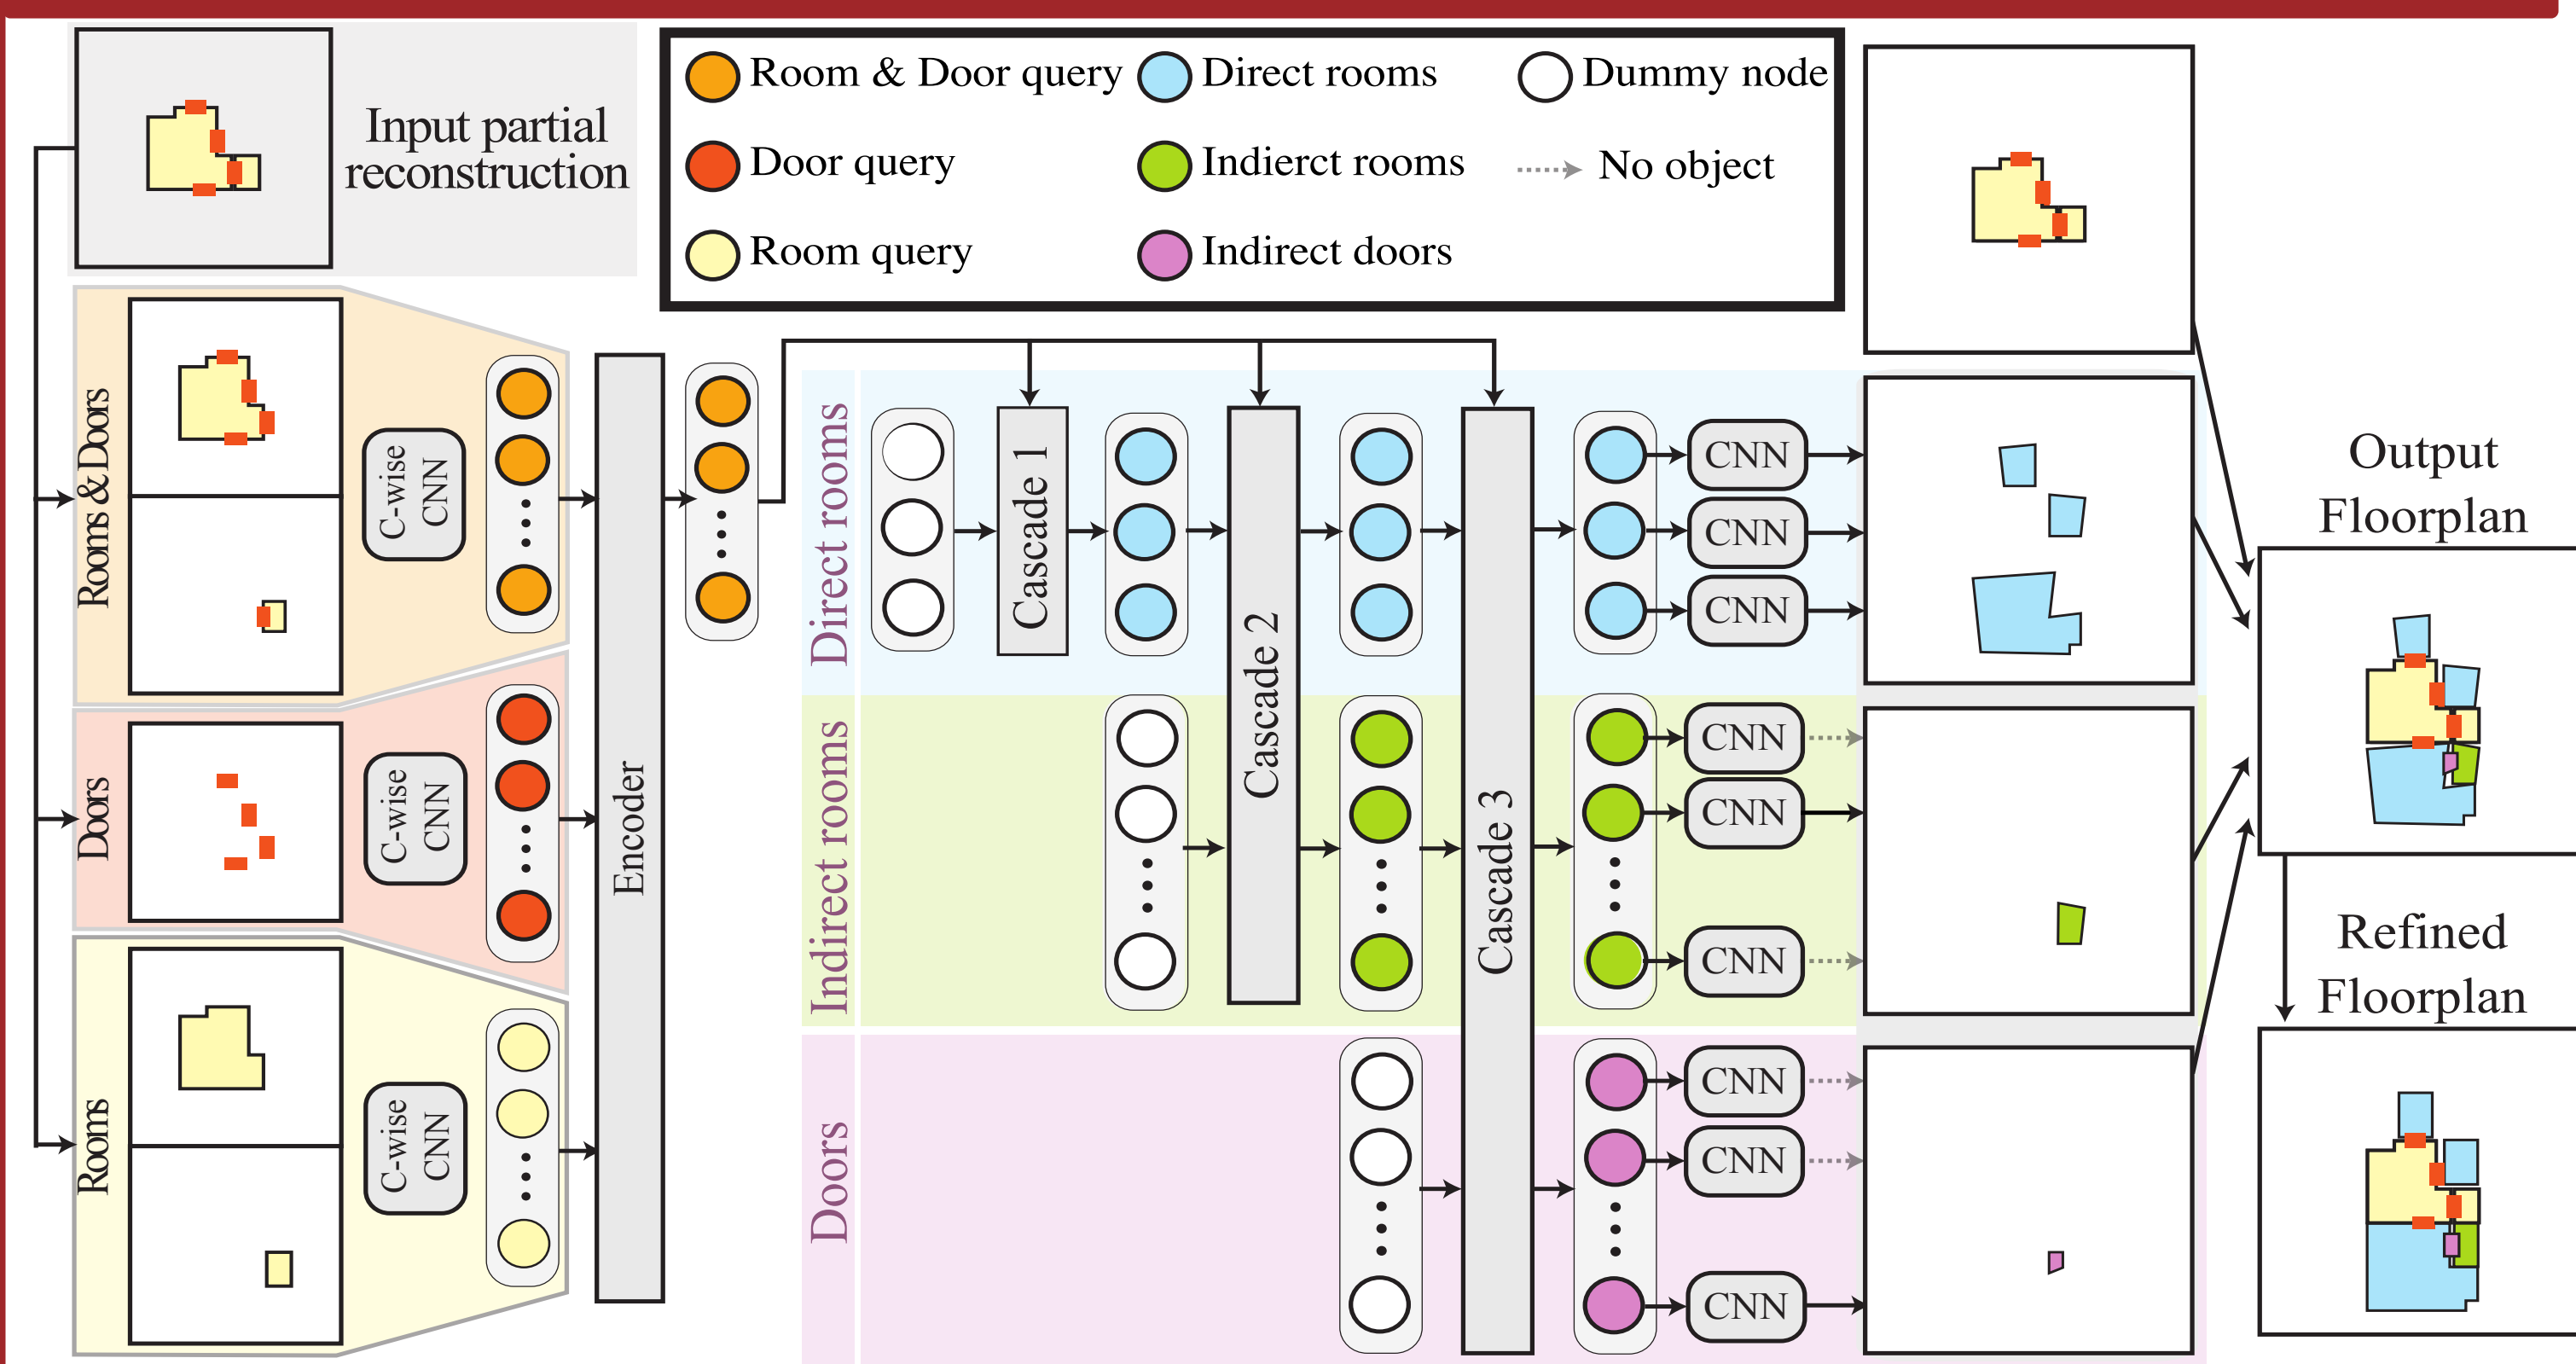 Input partial
reconstruction
Room & Door query
Direct rooms
Dummy node
Door query
Indierct rooms
No object
Room query
Indirect doors
Rooms & Doors
C-wise
CNN
Doors
C-wise
CNN
Rooms
C-wise
CNN
Encoder
Direct rooms
Cascade 1
Cascade 2
Cascade 3
CNN
CNN
CNN
Indirect rooms
CNN
CNN
CNN
Doors
CNN
CNN
CNN
Output
Floorplan
Refined
Floorplan